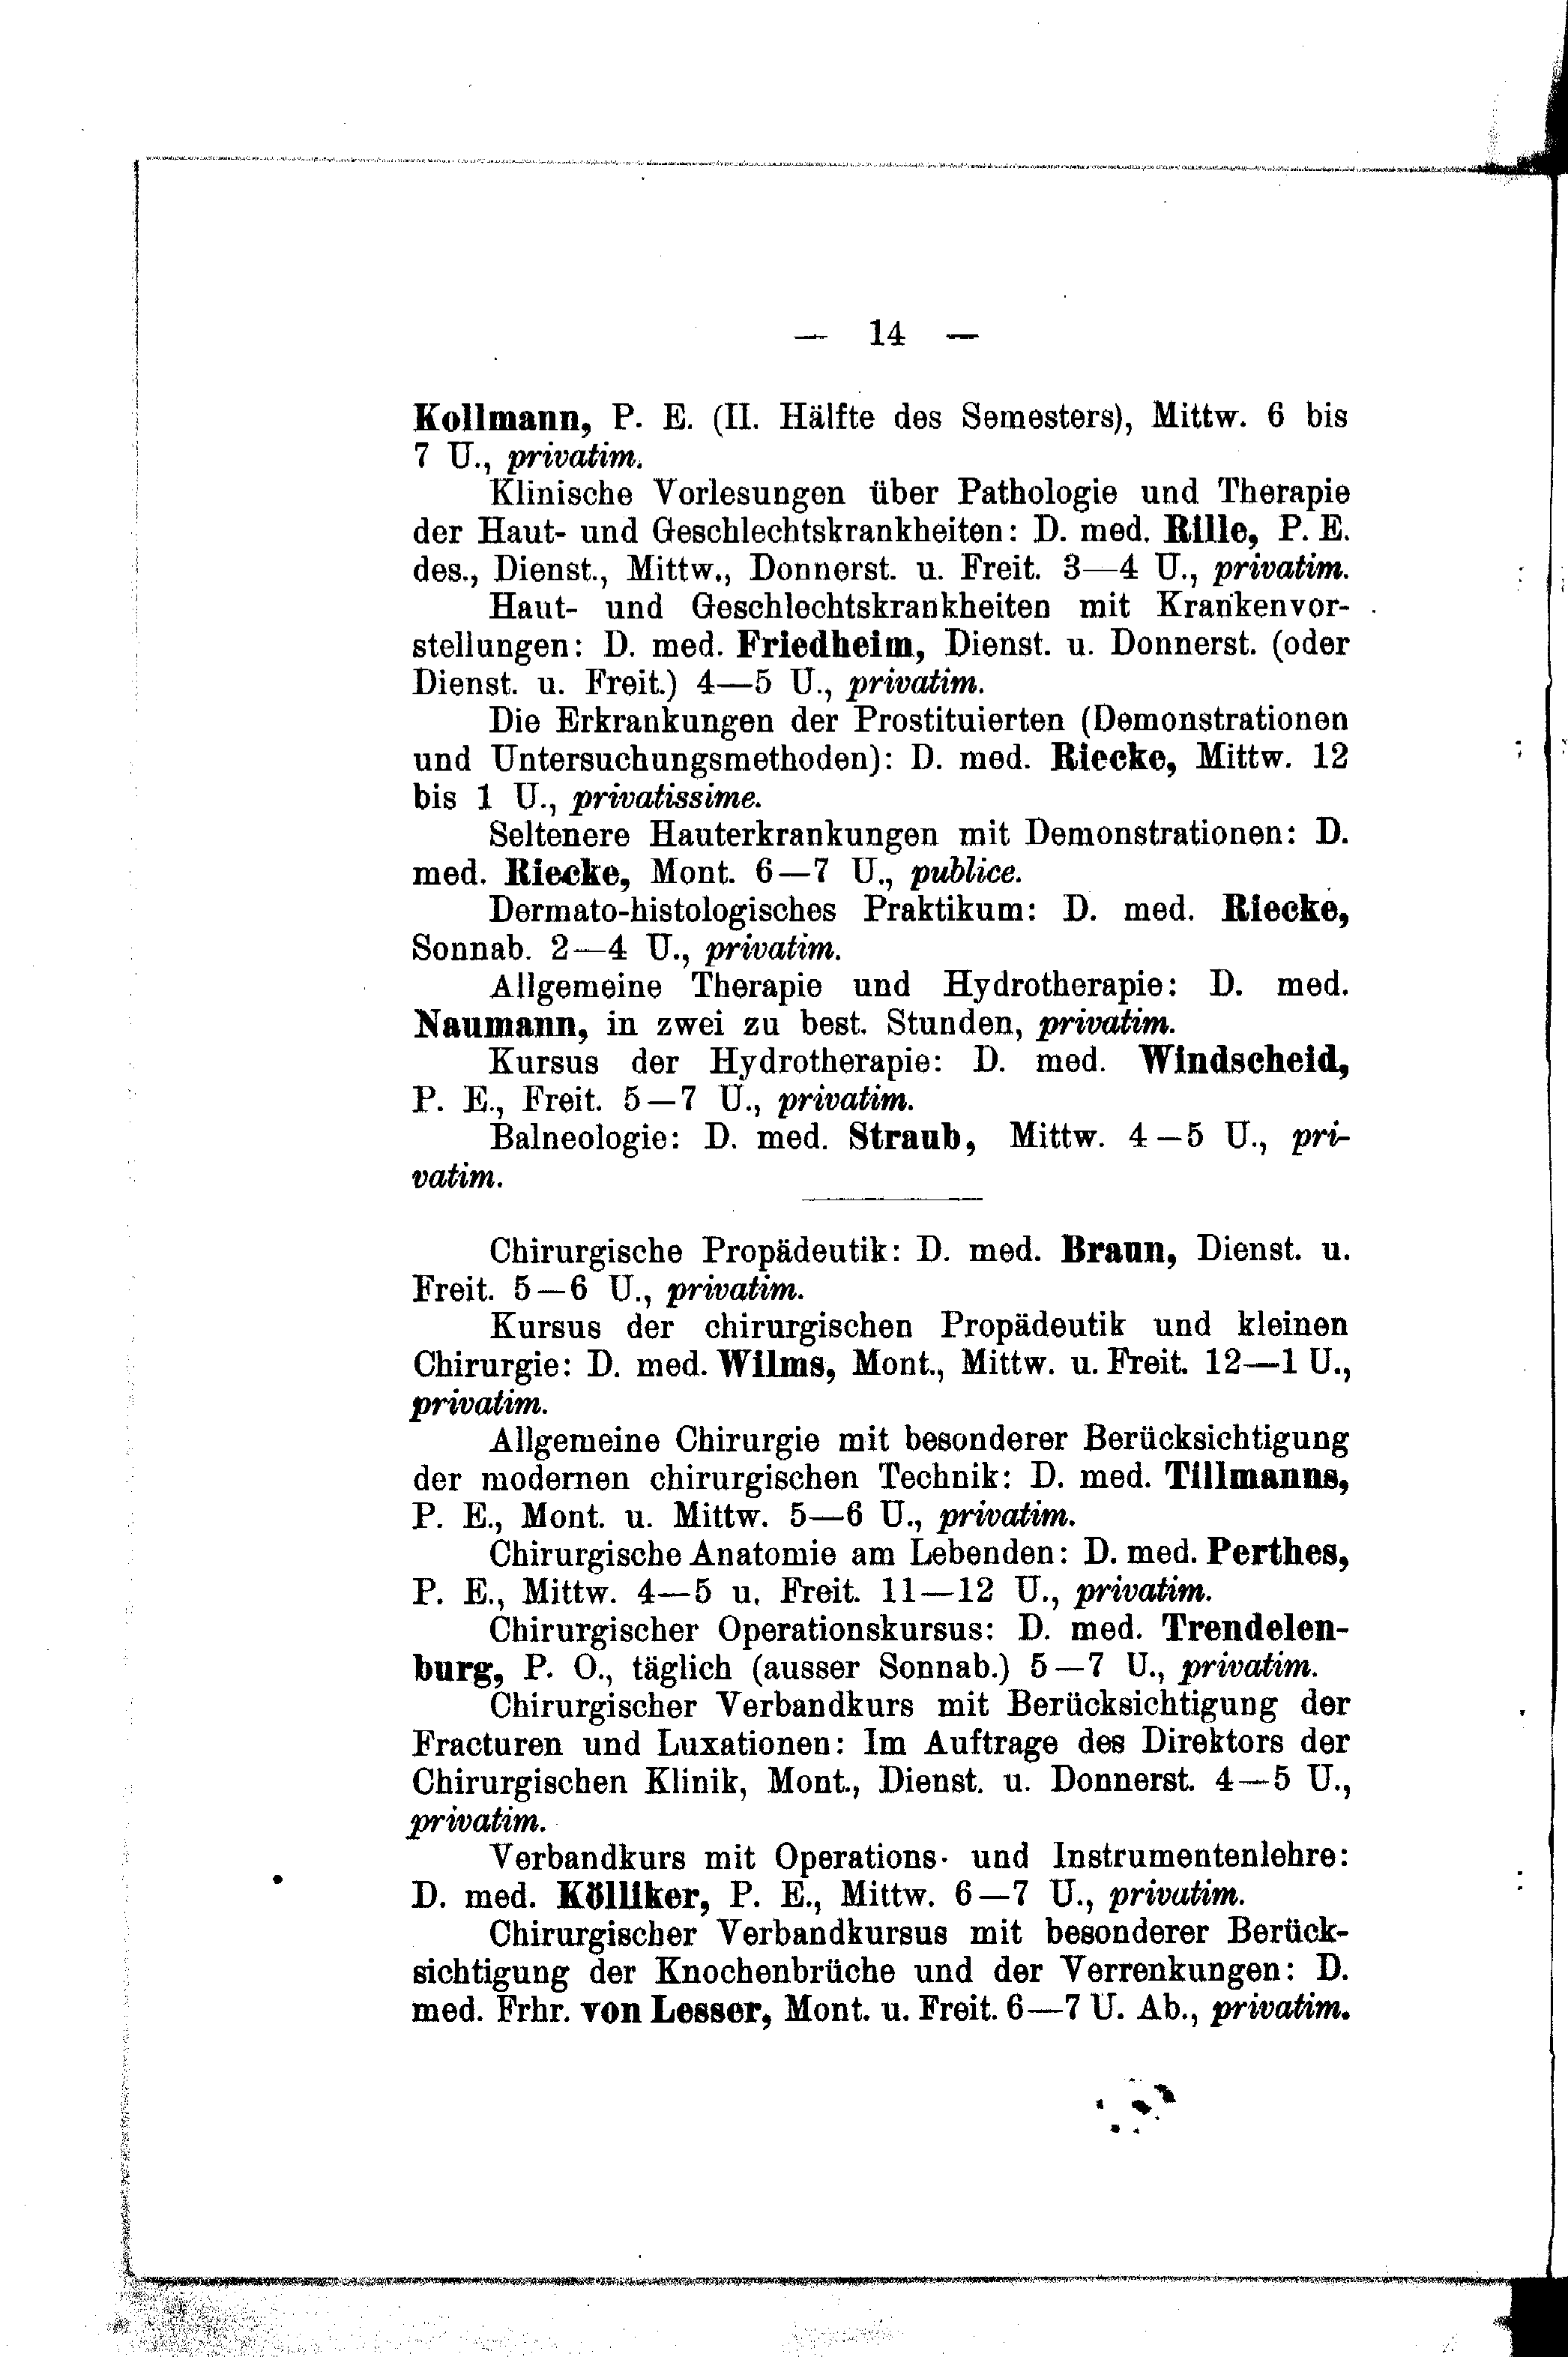 — 14 —
Kollmann, P. E. (II. Hälfte des Semesters), Mittw. 6 bis
7 U., privatim.
Klinische Vorlesungen über Pathologie und Therapie
der Haut- und Geschlechtskrankheiten: D. med. Rille, P. E.
des., Dienst., Mittw., Donnerst. u. Freit. 3—4 U., privatim.
Haut- und Geschlechtskrankheiten mit Krankenvor-
stellungen: D. med. Friedheim, Dienst. u. Donnerst. (oder
Dienst. u. Freit.) 4—5 U., privatim.
Die Erkrankungen der Prostituierten (Demonstrationen
und Untersuchungsmethoden): D. med. Riecke, Mittw. 12
bis 1 U., privatissime.
Seltenere Hauterkrankungen mit Demonstrationen: D.
med. Riecke, Mont. 6—7 U., publice.
Dermato-histologisches Praktikum: D. med. Riecke,
Sonnab. 2—4 U., privatim.
Allgemeine Therapie und Hydrotherapie: D. med.
Naumann, in zwei zu best. Stunden, privatim.
Kursus der Hydrotherapie: D. med. Windscheid,
P. E., Freit. 5—7 U., privatim.
Balneologie: D. med. Straub, Mittw. 4—5 U., pri-
vatim.
Chirurgische Propädeutik: D. med. Braun, Dienst. u.
Freit. 5—6 U., privatim.
Kursus der chirurgischen Propädeutik und kleinen
Chirurgie: D. med. Wilms, Mont., Mittw. u. Freit. 12—1 U.,
privatim.
Allgemeine Chirurgie mit besonderer Berücksichtigung
der modernen chirurgischen Technik: D. med. Tillmanns,
P. E., Mont. u. Mittw. 5—6 U., privatim.
Chirurgische Anatomie am Lebenden: D. med. Perthes,
P. E., Mittw. 4—5 u. Freit. 11—12 U., privatim.
Chirurgischer Operationskursus: D. med. Trendelen-
burg, P. O., täglich (ausser Sonnab.) 5—7 U., privatim.
Chirurgischer Verbandkurs mit Berücksichtigung der
Fracturen und Luxationen: Im Auftrage des Direktors der
Chirurgischen Klinik, Mont., Dienst. u. Donnerst. 4—5 U.,
privatim.
Verbandkurs mit Operations- und Instrumentenlehre:
D. med. Kölliker, P. E., Mittw. 6—7 U., privatim.
Chirurgischer Verbandkursus mit besonderer Berück-
sichtigung der Knochenbrüche und der Verrenkungen: D.
med. Frhr. von Lesser, Mont. u. Freit. 6—7 U. Ab., privatim.